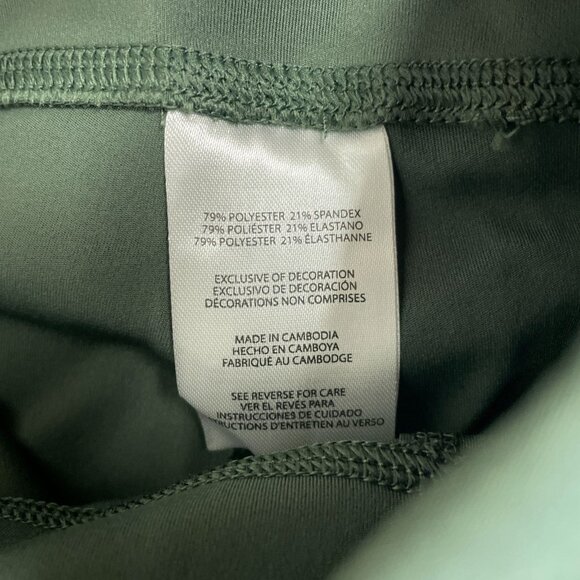 79% POLYESTER 21% SPANDEX
79% POLIÉSTER 21% ELASTANO
79% POLYESTER 21% ÉLASTHANNE
EXCLUSIVE OF DECORATION
EXCLUSIVO DE DECORACIÓN
DÉCORATIONS NON COMPRISES
MADE IN CAMBODIA
HECHO EN CAMBOYA
FABRIQUÉ AU CAMBODGE
SEE REVERSE FOR CARE
VER EL REVÉS PARA
INSTRUCCIONES DE CUIDADO
TRUCTIONS D'ENTRETIEN AU VERSO